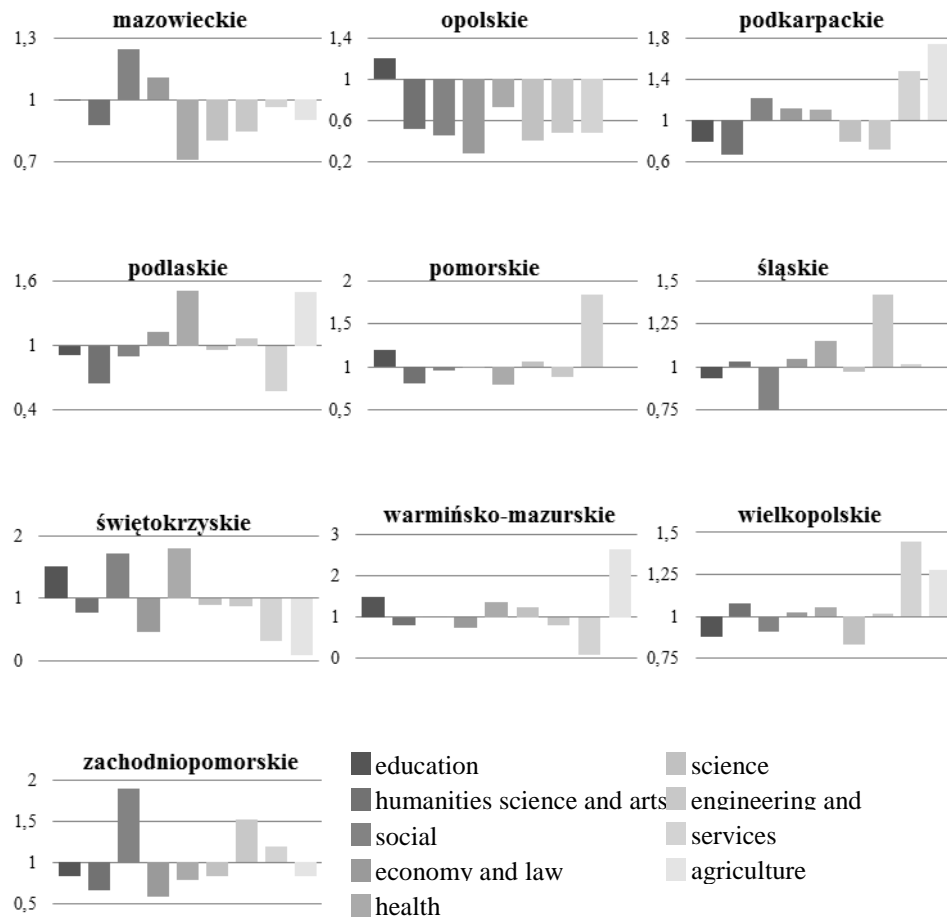 mazowieckie
1,3
1
0,7
opolskie
1,4
1
0,6
0,2
podkarpackie
1,8
1,4
1
0,6
podlaskie
1,6
1
0,4
pomorskie
2
1,5
1
0,5
śląskie
1,5
1,25
1
0,75
świętokrzyskie
2
1
0
warmińsko-mazurskie
3
2
1
0
wielkopolskie
1,5
1,25
1
0,75
zachodniopomorskie
2
1,5
1
0,5
education
humanities science and arts
social
economy and law
health
science
engineering and
services
agriculture